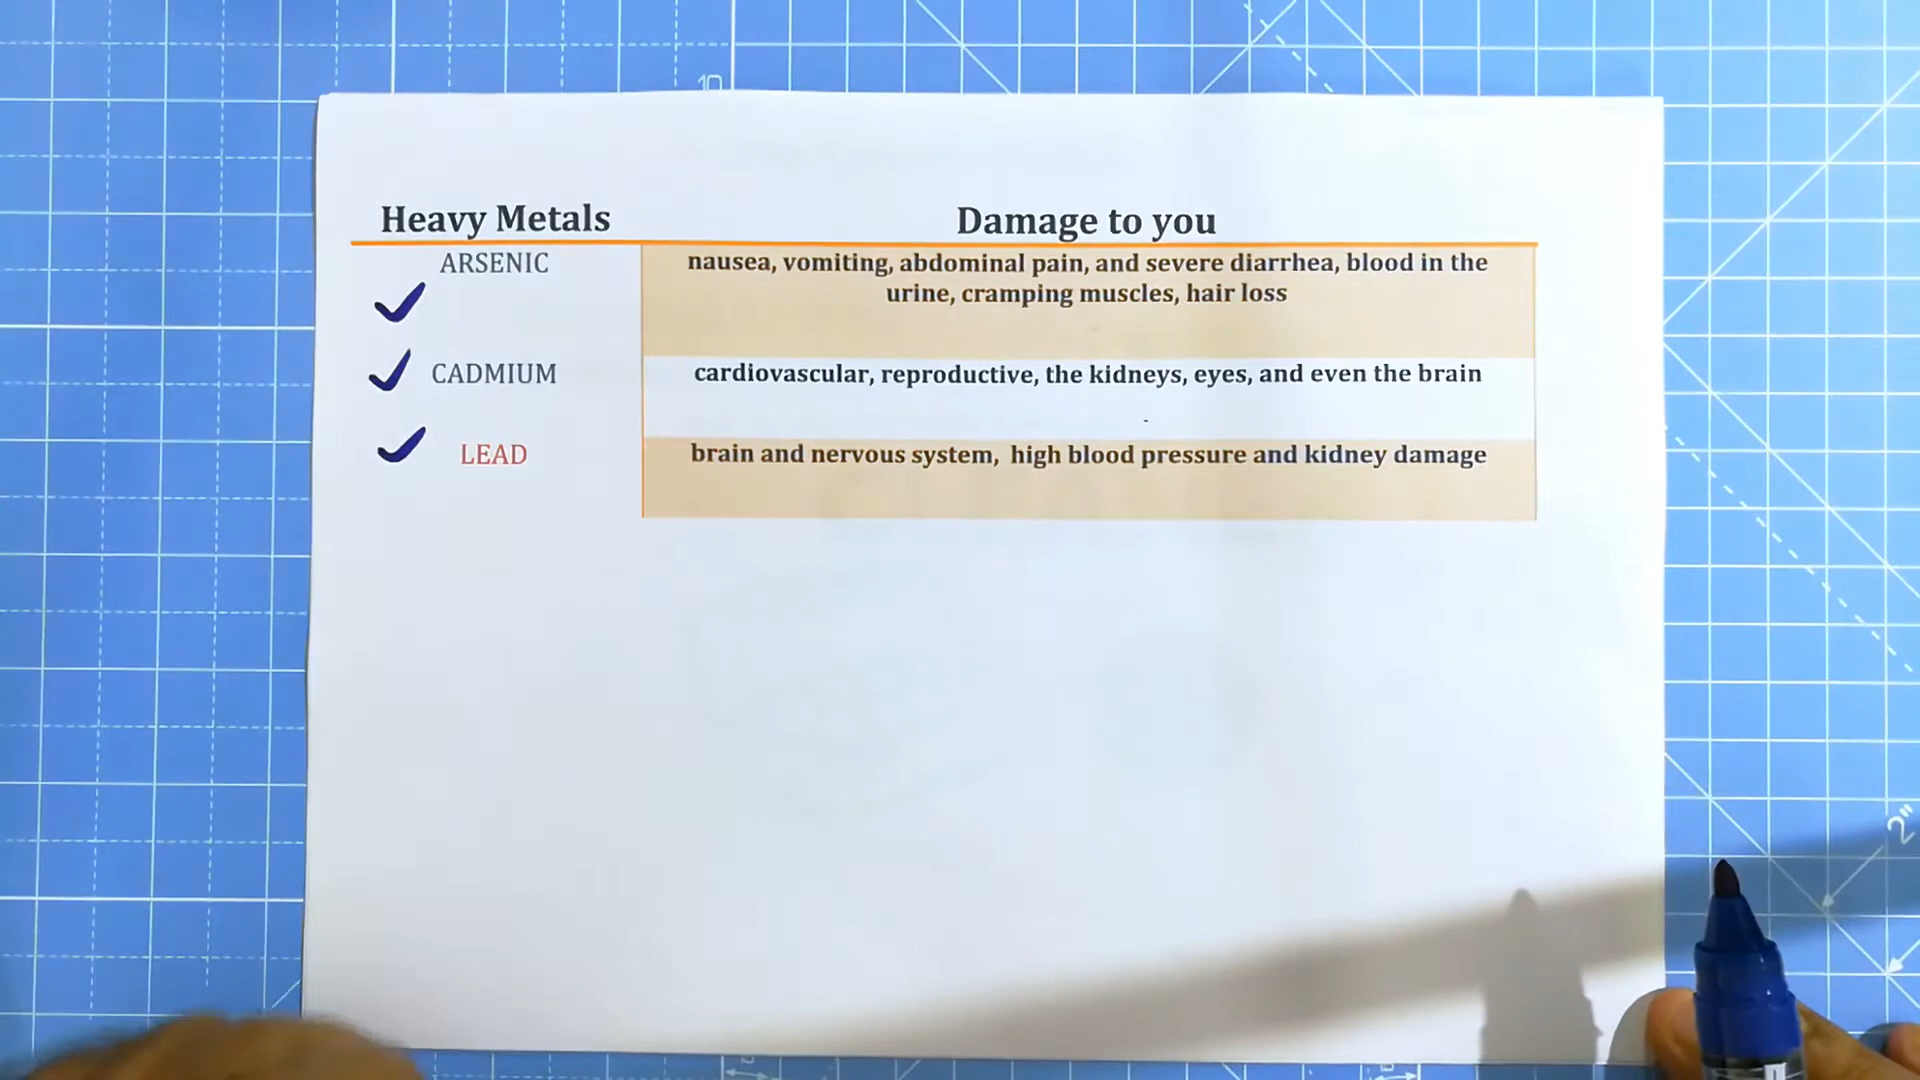 10
Heavy Metals
Damage to you
ARSENIC
nausea, vomiting, abdominal pain, and severe diarrhea, blood in the
urine, cramping muscles, hair loss
CADMIUM
cardiovascular, reproductive, the kidneys, eyes, and even the brain
LEAD
brain and nervous system, high blood pressure and kidney damage
2"